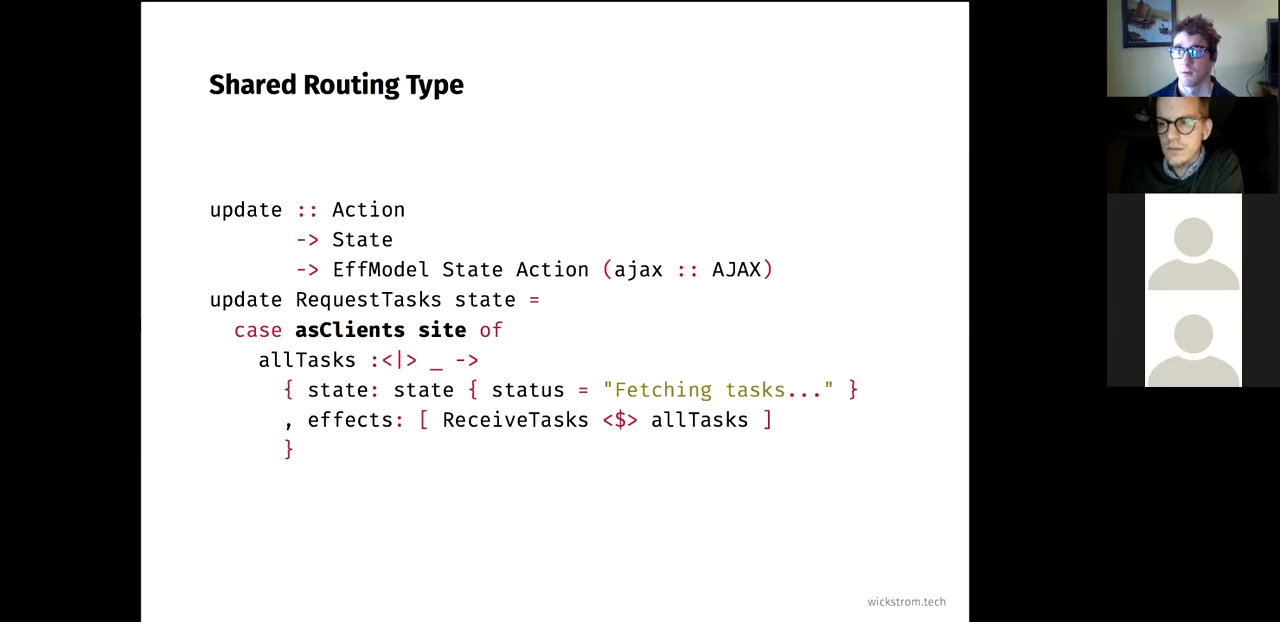 Shared Routing Type
update :: Action
-> State
-> EffModel State Action (ajax :: AJAX)
update RequestTasks state =
case asClients site of
allTasks :<|> _ ->
{ state: state { status = "Fetching tasks..." }
, effects: [ ReceiveTasks <$> allTasks ]
}
wickstrom.tech